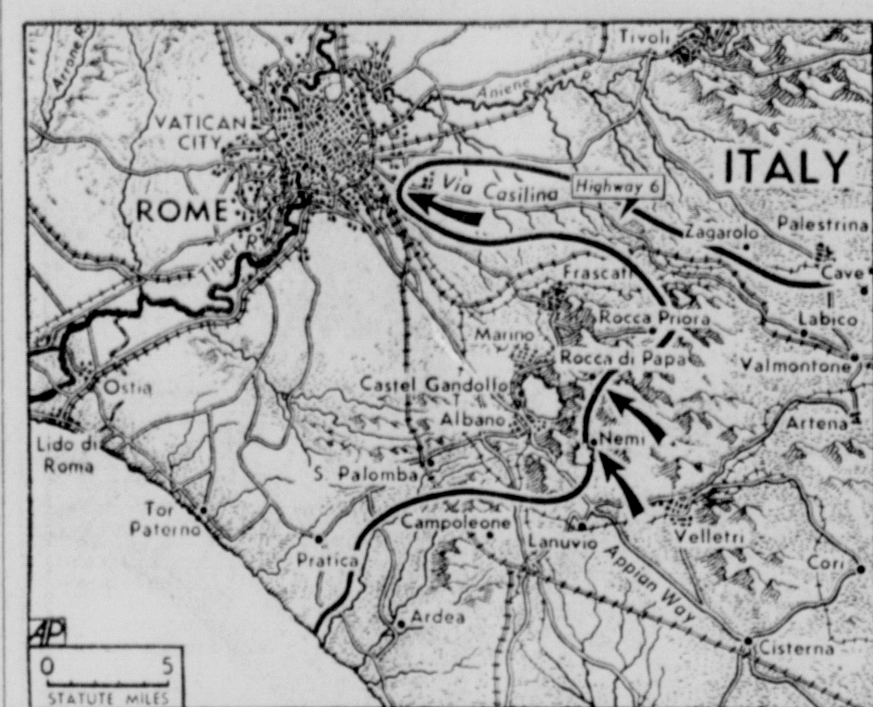 Tivoli
Arrone R.
Aniene R.
VATICAN
CITY
ITALY
Via Casilina
Highway 6
ROME
Zagarolo
Palestrina
Tiber R.
Frascati
Cave
Rocca Priora
Labico
Marino
Rocca di Papa
Valmontone
Ostia
Castel Gandolfo
Albano
Artena
Nemi
Lido di
Roma
S. Palomba
Tor
Paterno
Campoleone
Lanuvio
Velletri
Pratica
Appian Way
Cori
Ardea
Cisterna
AP
0 5
STATUTE MILES